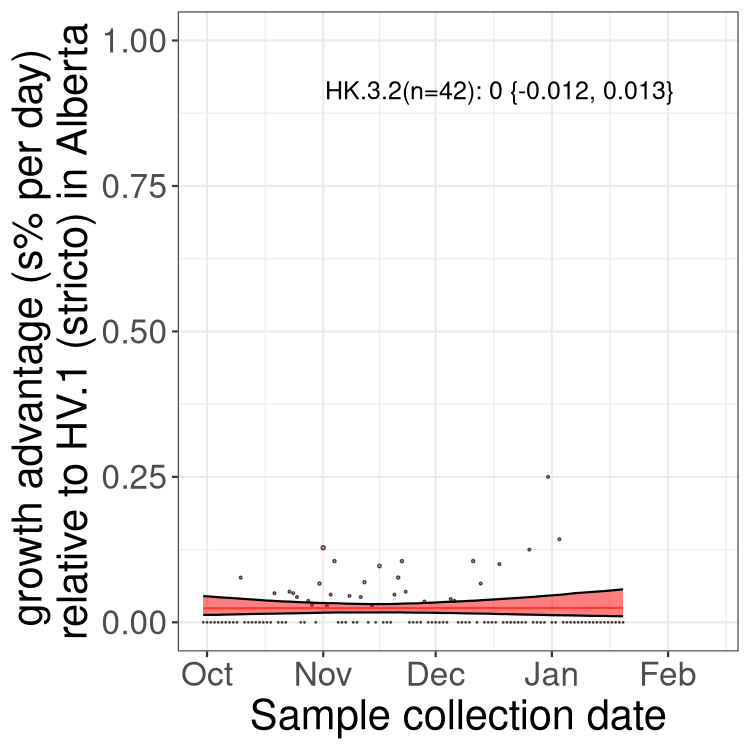 growth advantage (s% per day)
relative to HV.1 (stricto) in Alberta
1.00
0.75
0.50
0.25
0.00
HK.3.2(n=42): 0 {-0.012, 0.013}
Oct Nov Dec Jan Feb
Sample collection date